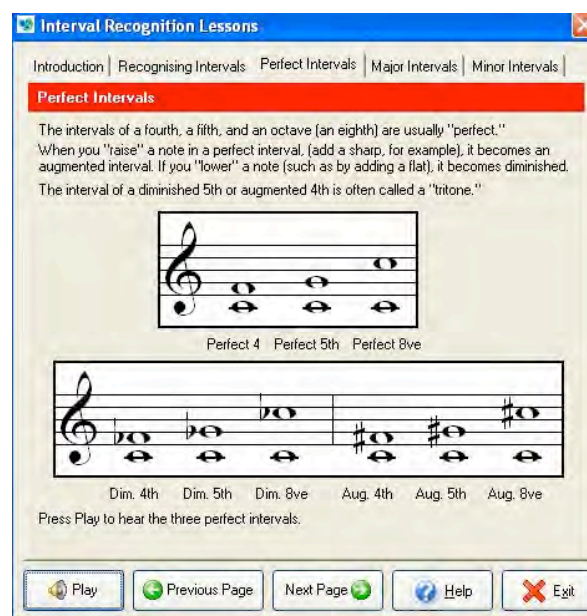 Interval Recognition Lessons
Introduction | Recognising Intervals | Perfect Intervals | Major Intervals | Minor Intervals |
Perfect Intervals
The intervals of a fourth, a fifth, and an octave (an eighth) are usually "perfect."
When you "raise" a note in a perfect interval, (add a sharp, for example), it becomes an
augmented interval. If you "lower" a note (such as by adding a flat), it becomes diminished.
The interval of a diminished 5th or augmented 4th is often called a "tritone."
Perfect 4 Perfect 5th Perfect 8ve
Dim. 4th Dim. 5th Dim. 8ve Aug. 4th Aug. 5th Aug. 8ve
Press Play to hear the three perfect intervals.
Play Previous Page Next Page Help Exit